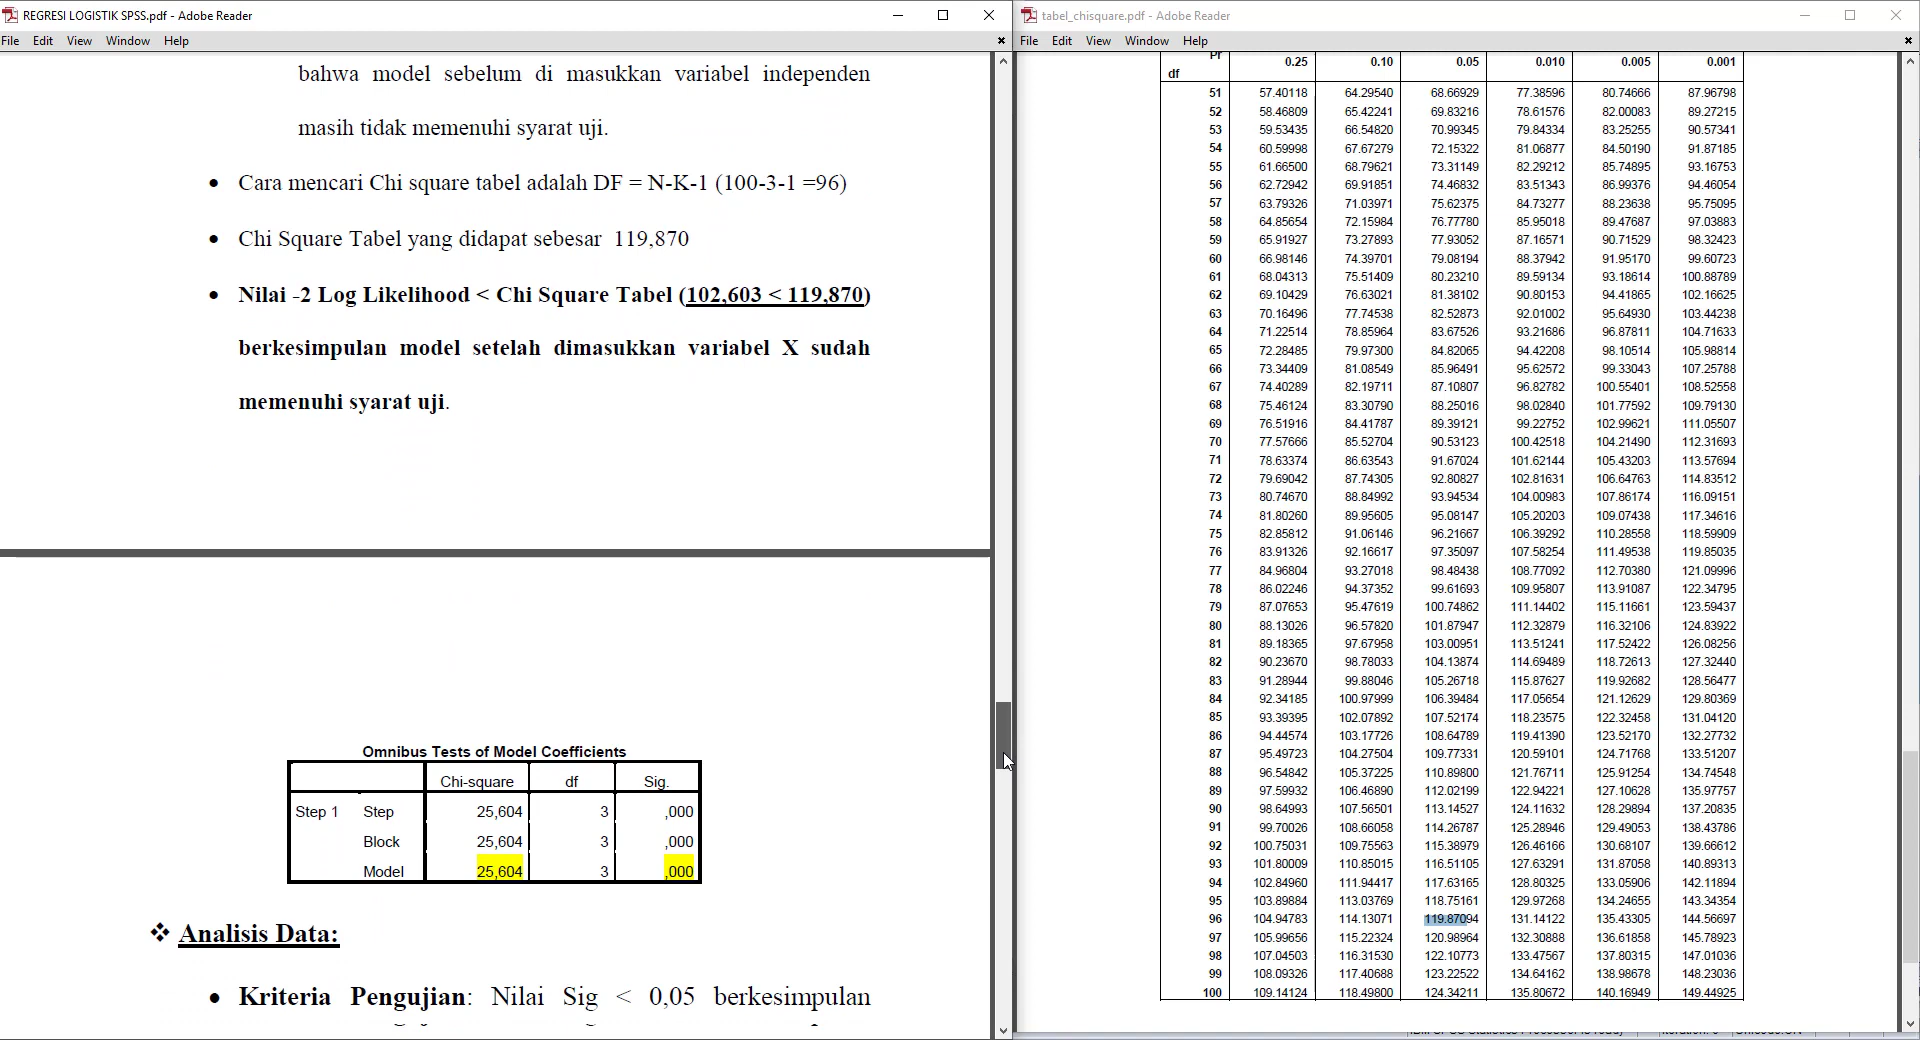 REGRESI LOGISTIK SPSS.pdf - Adobe Reader
File Edit View Window Help
bahwa model sebelum di masukkan variabel independen
masih tidak memenuhi syarat uji.
• Cara mencari Chi square tabel adalah DF = N-K-1 (100-3-1 =96)
• Chi Square Tabel yang didapat sebesar 119,870
• Nilai -2 Log Likelihood < Chi Square Tabel (102,603 < 119,870)
berkesimpulan model setelah dimasukkan variabel X sudah
memenuhi syarat uji.
Omnibus Tests of Model Coefficients
Chi-square df Sig.
Step 1 Step 25,604 3 ,000
Block 25,604 3 ,000
Model 25,604 3 ,000
❖ Analisis Data:
• Kriteria Pengujian: Nilai Sig < 0,05 berkesimpulan
tabel_chisquare.pdf - Adobe Reader
File Edit View Window Help
Pr 0.25 0.10 0.05 0.010 0.005 0.001
df
51 57.40118 64.29540 68.66929 77.38596 80.74666 87.96798
52 58.46809 65.42241 69.83216 78.61576 82.00083 89.27215
53 59.53435 66.54820 70.99345 79.84334 83.25255 90.57341
54 60.59998 67.67279 72.15322 81.06877 84.50190 91.87185
55 61.66500 68.79621 73.31149 82.29212 85.74895 93.16753
56 62.72942 69.91851 74.46832 83.51343 86.99376 94.46054
57 63.79326 71.03971 75.62375 84.73277 88.23638 95.75095
58 64.85654 72.15984 76.77780 85.95018 89.47687 97.03883
59 65.91927 73.27893 77.93052 87.16571 90.71529 98.32423
60 66.98146 74.39701 79.08194 88.37942 91.95170 99.60723
61 68.04313 75.51409 80.23210 89.59134 93.18614 100.88789
62 69.10429 76.63021 81.38102 90.80153 94.41865 102.16625
63 70.16496 77.74538 82.52873 92.01002 95.64930 103.44238
64 71.22514 78.85964 83.67526 93.21686 96.87811 104.71633
65 72.28485 79.97300 84.82065 94.42208 98.10514 105.98814
66 73.34409 81.08549 85.96491 95.62572 99.33043 107.25788
67 74.40289 82.19711 87.10807 96.82782 100.55401 108.52558
68 75.46124 83.30790 88.25016 98.02840 101.77592 109.79130
69 76.51916 84.41787 89.39121 99.22752 102.99621 111.05507
70 77.57666 85.52704 90.53123 100.42518 104.21490 112.31693
71 78.63374 86.63543 91.67024 101.62144 105.43203 113.57694
72 79.69042 87.74305 92.80827 102.81631 106.64763 114.83512
73 80.74670 88.84992 93.94534 104.00983 107.86174 116.09151
74 81.80260 89.95605 95.08147 105.20203 109.07438 117.34616
75 82.85812 91.06146 96.21667 106.39292 110.28558 118.59909
76 83.91326 92.16617 97.35097 107.58254 111.49538 119.85035
77 84.96804 93.27018 98.48438 108.77092 112.70380 121.09996
78 86.02246 94.37352 99.61693 109.95807 113.91087 122.34795
79 87.07653 95.47619 100.74862 111.14402 115.11661 123.59437
80 88.13026 96.57820 101.87947 112.32879 116.32106 124.83922
81 89.18365 97.67958 103.00951 113.51241 117.52422 126.08256
82 90.23670 98.78033 104.13874 114.69489 118.72613 127.32440
83 91.28944 99.88046 105.26718 115.87627 119.92682 128.56477
84 92.34185 100.97999 106.39484 117.05654 121.12629 129.80369
85 93.39395 102.07892 107.52174 118.23575 122.32458 131.04120
86 94.44574 103.17726 108.64789 119.41390 123.52170 132.27732
87 95.49723 104.27504 109.77331 120.59101 124.71768 133.51207
88 96.54842 105.37225 110.89800 121.76711 125.91254 134.74548
89 97.59932 106.46890 112.02199 122.94221 127.10628 135.97757
90 98.64993 107.56501 113.14527 124.11632 128.29894 137.20835
91 99.70026 108.66058 114.26787 125.28946 129.49053 138.43786
92 100.75031 109.75563 115.38979 126.46166 130.68107 139.66612
93 101.80009 110.85015 116.51105 127.63291 131.87058 140.89313
94 102.84960 111.94417 117.63165 128.80325 133.05906 142.11894
95 103.89884 113.03769 118.75161 129.97268 134.24655 143.34354
96 104.94783 114.13071 119.87094 131.14122 135.43305 144.56697
97 105.99656 115.22324 120.98964 132.30888 136.61858 145.78923
98 107.04503 116.31530 122.10773 133.47567 137.80315 147.01036
99 108.09326 117.40688 123.22522 134.64162 138.98678 148.23036
100 109.14124 118.49800 124.34211 135.80672 140.16949 149.44925